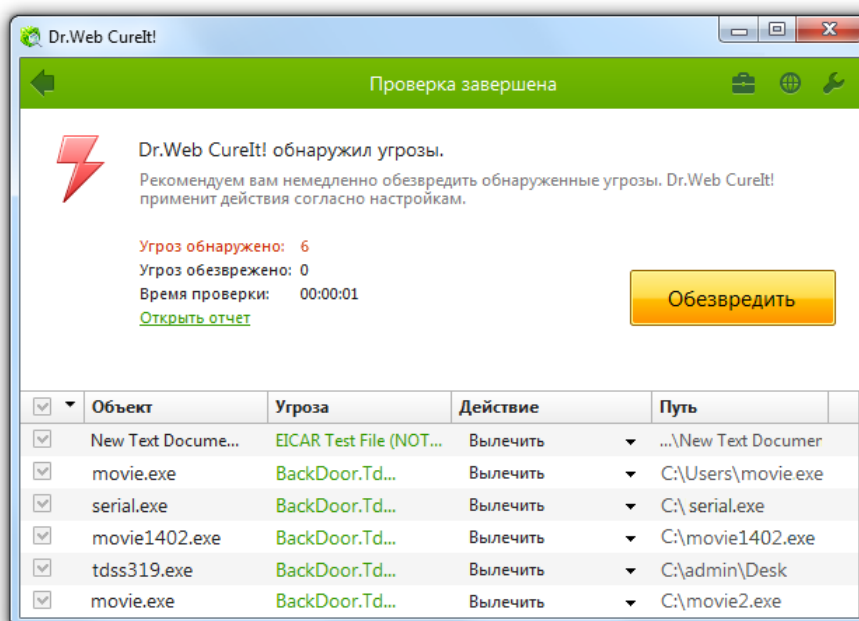 Dr.Web CureIt!
Проверка завершена
Dr.Web CureIt! обнаружил угрозы.
Рекомендуем вам немедленно обезвредить обнаруженные угрозы. Dr.Web CureIt!
применит действия согласно настройкам.
Угроз обнаружено: 6
Угроз обезврежено: 0
Время проверки: 00:00:01
Открыть отчет
Обезвредить
Объект Угроза Действие Путь
New Text Docume... EICAR Test File (NOT... Вылечить ...\New Text Documer
movie.exe BackDoor.Td... Вылечить C:\Users\movie.exe
serial.exe BackDoor.Td... Вылечить C:\ serial.exe
movie1402.exe BackDoor.Td... Вылечить C:\movie1402.exe
tdss319.exe BackDoor.Td... Вылечить C:\admin\Desk
movie.exe BackDoor.Td... Вылечить C:\movie2.exe